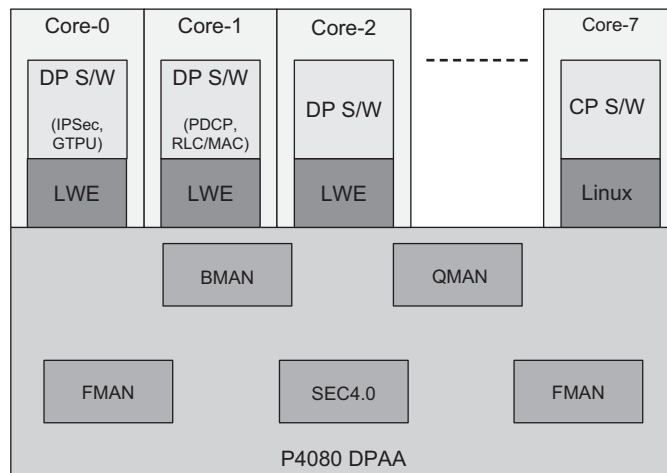 Core-0
Core-1
Core-2
Core-7
DP S/W
(IPSec,
GTPU)
DP S/W
(PDCP,
RLC/MAC)
DP S/W
CP S/W
LWE
LWE
LWE
Linux
BMAN
QMAN
FMAN
SEC4.0
FMAN
P4080 DPAA